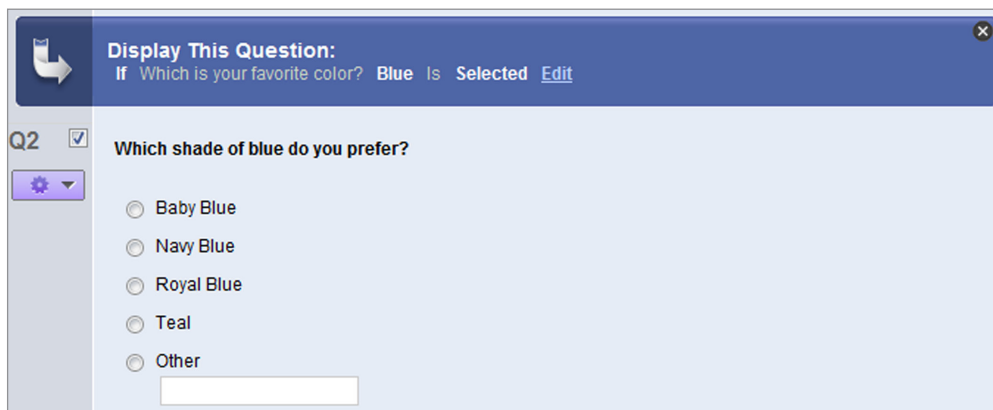 Display This Question:
If Which is your favorite color? Blue Is Selected Edit
Q2
Which shade of blue do you prefer?
Baby Blue
Navy Blue
Royal Blue
Teal
Other